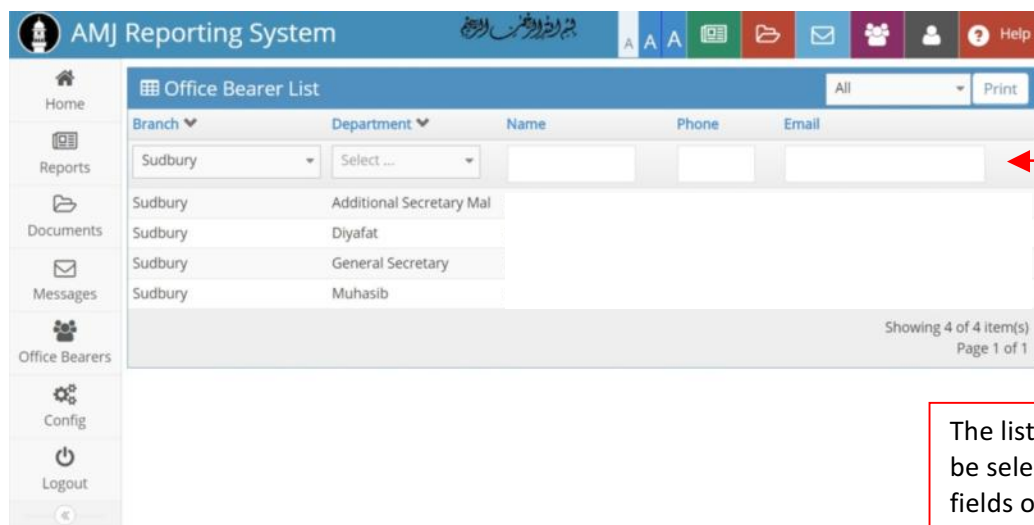 AMJ Reporting System
A A A
Help
Home
Reports
Documents
Messages
Office Bearers
Config
Logout
Office Bearer List All Print
Branch Department Name Phone Email
Sudbury Select ...
Sudbury Additional Secretary Mal
Sudbury Diyafat
Sudbury General Secretary
Sudbury Muhasib
Showing 4 of 4 item(s)
Page 1 of 1
The list
be sele
fields o